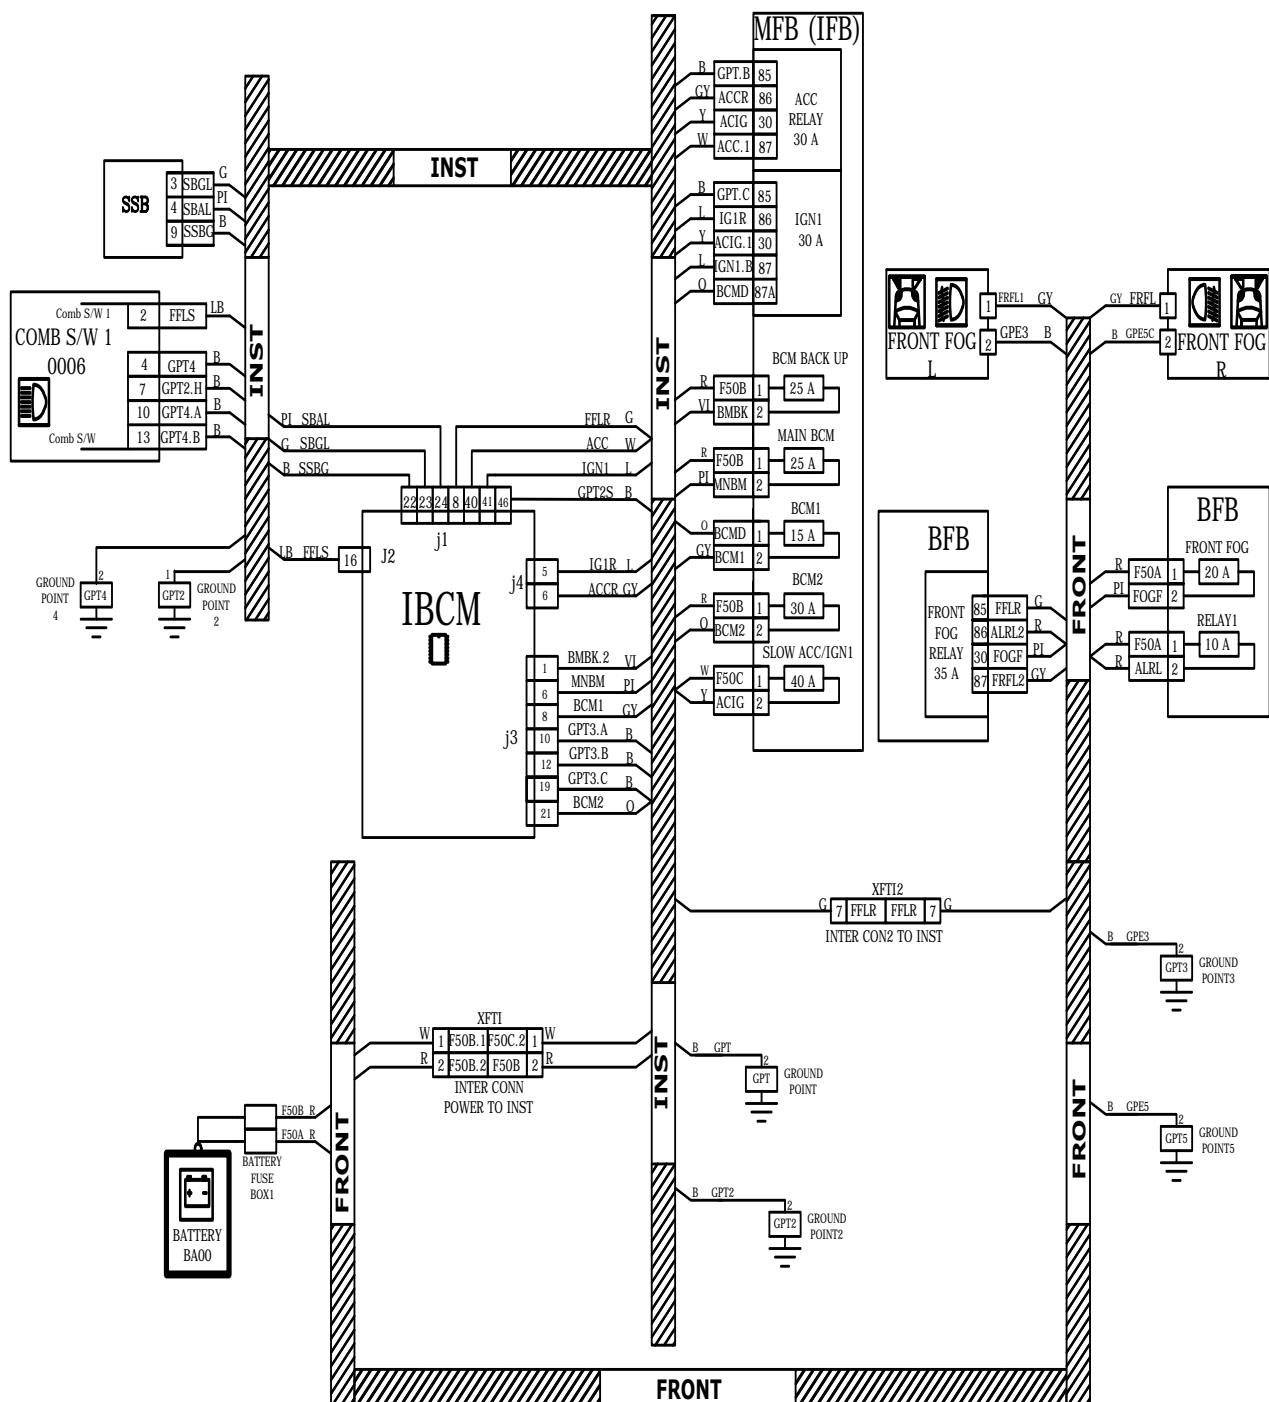 MFB (IFB)
B GPT.B 85
GY ACCR 86
Y ACIG 30
W ACC.1 87
ACC
RELAY
30 A
B GPT.C 85
L IG1R 86
Y ACIG.1 30
L IGN1.B 87
O BCMD 87A
IGN1
30 A
BCM BACK UP
R F50B 1 25 A
VI BMBK 2
MAIN BCM
R F50B 1 25 A
PI MNBM 2
BCM1
O BCMD 1 15 A
GY BCM1 2
BCM2
R F50B 1 30 A
O BCM2 2
SLOW ACC/IGN1
W F50C 1 40 A
Y ACIG 2
INST
SSB
3 SBGL G
4 SBAL PI
9 SSBG B
Comb S/W 1
COMB S/W 1
0006
Comb S/W
2 FFLS LB
4 GPT4 B
7 GPT2.H B
10 GPT4.A B
13 GPT4.B B
INST
INST
PI SBAL
G SBGL
B SSBG
FFLR G
ACC W
IGN1 L
GPT2S B
22 23 24 8 40 41 46
j1
LB FFLS 16 J2
IBCM
j4
5 IG1R L
6 ACCR GY
j3
1 BMBK.2 VI
6 MNBM PI
8 BCM1 GY
10 GPT3.A B
12 GPT3.B B
19 GPT3.C B
21 BCM2 O
GROUND
POINT
4
2
GPT4
1
GPT2
GROUND
POINT
2
FRONT FOG
L
1 FRFL1 GY
2 GPE3 B
GY FRFL 1
B GPE5C 2
FRONT FOG
R
BFB
FRONT
FOG
RELAY
35 A
85 FFLR G
86 ALRL2 R
30 FOGF PI
87 FRFL2 GY
FRONT
BFB
FRONT FOG
R F50A 1 20 A
PI FOGF 2
RELAY1
R F50A 1 10 A
R ALRL 2
XFTI2
G 7 FFLR FFLR 7 G
INTER CON2 TO INST
B GPE3
2
GPT3
GROUND
POINT3
XFTI
W 1 F50B.1 F50C.2 1 W
R 2 F50B.2 F50B 2 R
INTER CONN
POWER TO INST
INST
B GPT
2
GPT
GROUND
POINT
FRONT
B GPE5
2
GPT5
GROUND
POINT5
F50B R
F50A R
BATTERY
FUSE
BOX1
FRONT
BATTERY
BA00
B GPT2
2
GPT2
GROUND
POINT2
FRONT